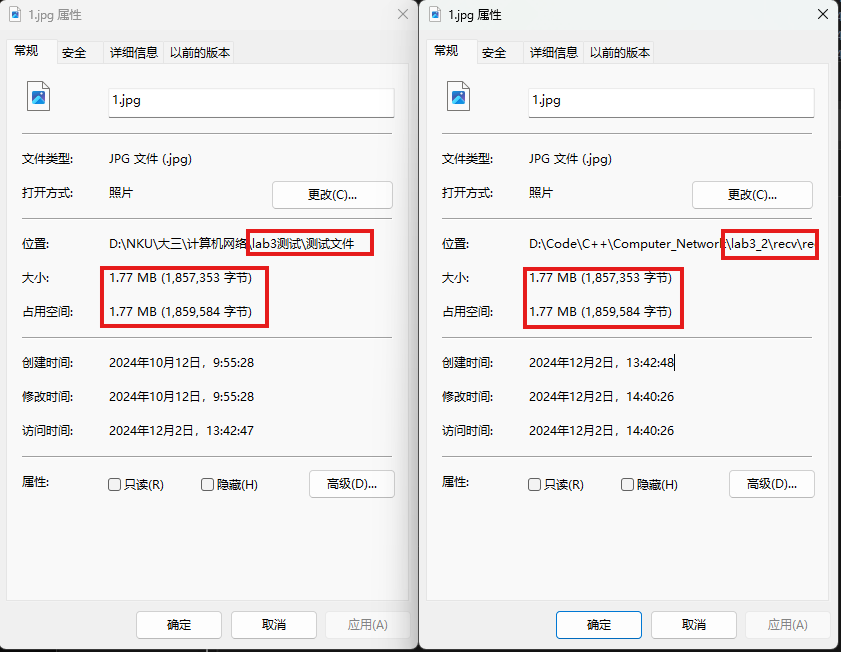 1.jpg 属性
常规 安全 详细信息 以前的版本
1.jpg
文件类型: JPG 文件 (.jpg)
打开方式: 照片 更改(C)...
位置: D:\NKU\大三\计算机网络\lab3测试\测试文件
大小: 1.77 MB (1,857,353 字节)
占用空间: 1.77 MB (1,859,584 字节)
创建时间: 2024年10月12日，9:55:28
修改时间: 2024年10月12日，9:55:28
访问时间: 2024年12月2日，13:42:47
属性: 只读(R) 隐藏(H) 高级(D)...
确定 取消 应用(A)
1.jpg 属性
常规 安全 详细信息 以前的版本
1.jpg
文件类型: JPG 文件 (.jpg)
打开方式: 照片 更改(C)...
位置: D:\Code\C++\Computer_Network\lab3_2\recv\re
大小: 1.77 MB (1,857,353 字节)
占用空间: 1.77 MB (1,859,584 字节)
创建时间: 2024年12月2日，13:42:48
修改时间: 2024年12月2日，14:40:26
访问时间: 2024年12月2日，14:40:26
属性: 只读(R) 隐藏(H) 高级(D)...
确定 取消 应用(A)